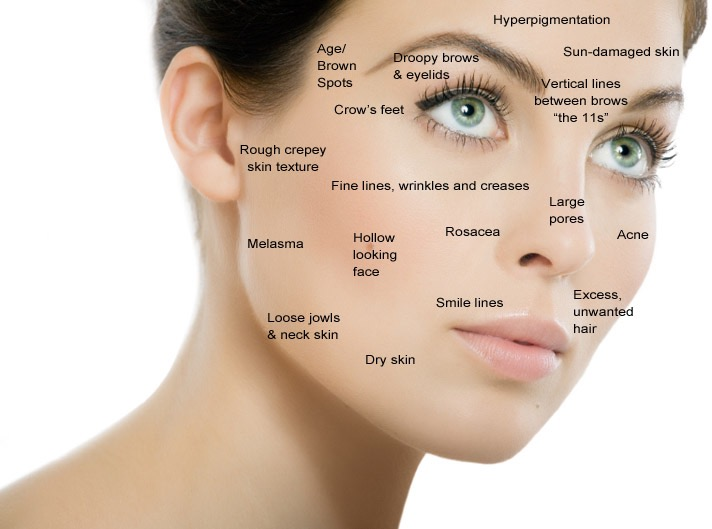 Hyperpigmentation
Sun-damaged skin
Age/
Brown
Spots
Droopy brows
& eyelids
Vertical lines
between brows
“the 11s”
Crow’s feet
Rough crepey
skin texture
Fine lines, wrinkles and creases
Large
pores
Rosacea
Acne
Melasma
Hollow
looking
face
Smile lines
Excess,
unwanted
hair
Loose jowls
& neck skin
Dry skin